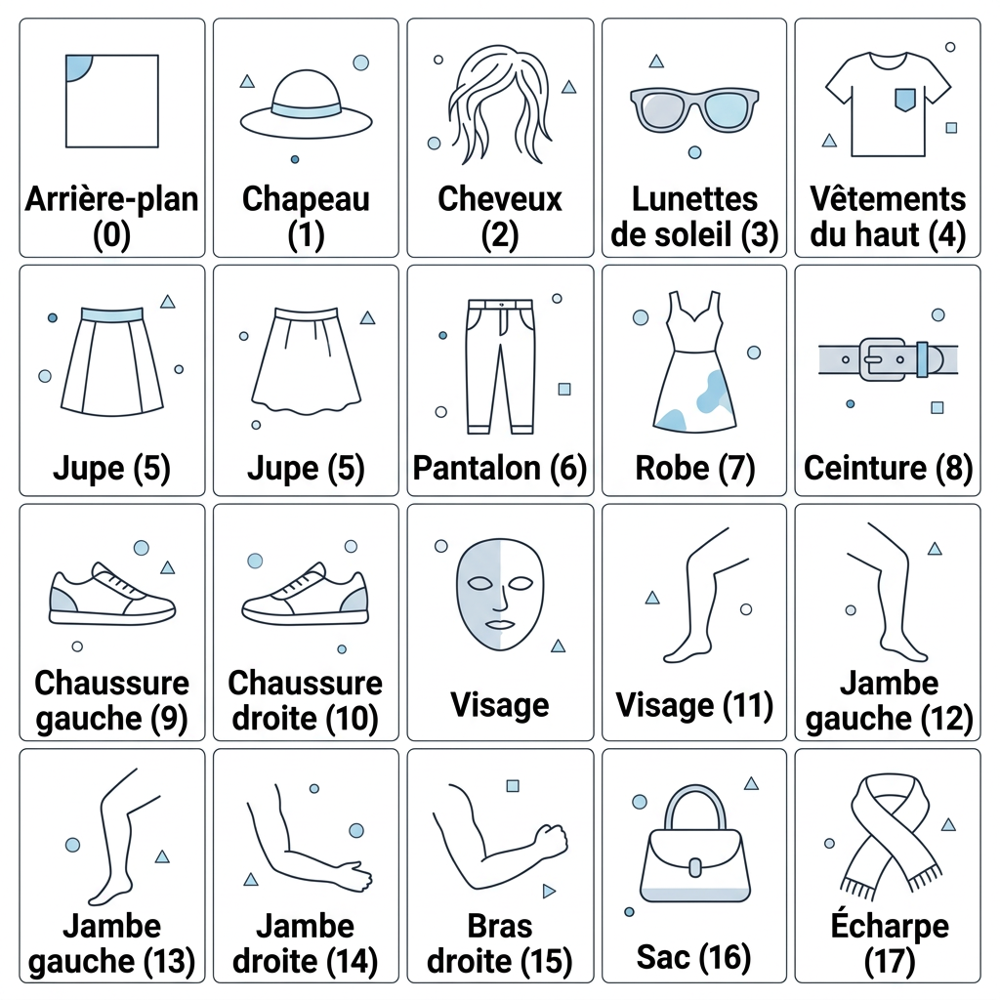 Arrière-plan
(0)
Chapeau
(1)
Cheveux
(2)
Lunettes
de soleil (3)
Vêtements
du haut (4)
Jupe (5)
Jupe (5)
Pantalon (6)
Robe (7)
Ceinture (8)
Chaussure
gauche (9)
Chaussure
droite (10)
Visage
Visage (11)
Jambe
gauche (12)
Jambe
gauche (13)
Jambe
droite (14)
Bras
droite (15)
Sac (16)
Écharpe
(17)